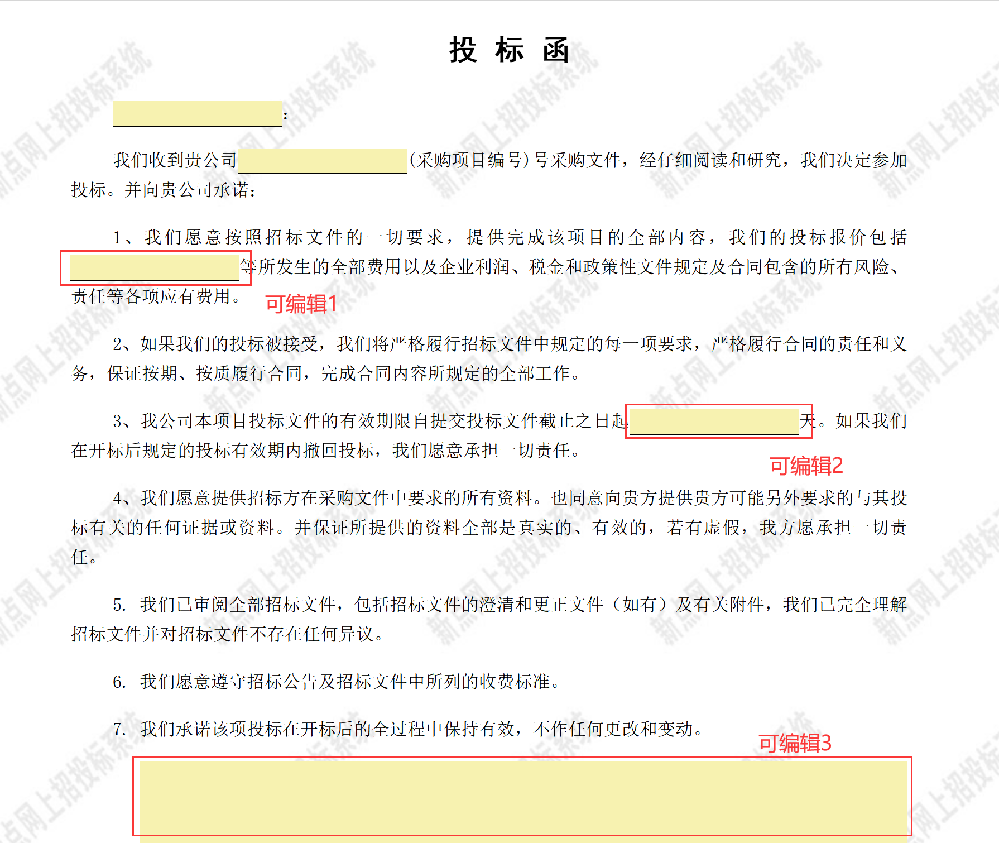 投 标 函
：
我们收到贵公司(采购项目编号)号采购文件，经仔细阅读和研究，我们决定参加
投标。并向贵公司承诺：
1、我们愿意按照招标文件的一切要求，提供完成该项目的全部内容，我们的投标报价包括
等所发生的全部费用以及企业利润、税金和政策性文件规定及合同包含的所有风险、
责任等各项应有费用。
可编辑1
2、如果我们的投标被接受，我们将严格履行招标文件中规定的每一项要求，严格履行合同的责任和义
务，保证按期、按质履行合同，完成合同内容所规定的全部工作。
3、我公司本项目投标文件的有效期限自提交投标文件截止之日起天。如果我们
在开标后规定的投标有效期内撤回投标，我们愿意承担一切责任。
可编辑2
4、我们愿意提供招标方在采购文件中要求的所有资料。也同意向贵方提供贵方可能另外要求的与其投
标有关的任何证据或资料。并保证所提供的资料全部是真实的、有效的，若有虚假，我方愿承担一切责
任。
5. 我们已审阅全部招标文件，包括招标文件的澄清和更正文件（如有）及有关附件，我们已完全理解
招标文件并对招标文件不存在任何异议。
6. 我们愿意遵守招标公告及招标文件中所列的收费标准。
7. 我们承诺该项投标在开标后的全过程中保持有效，不作任何更改和变动。
可编辑3
新点网上招投标系统